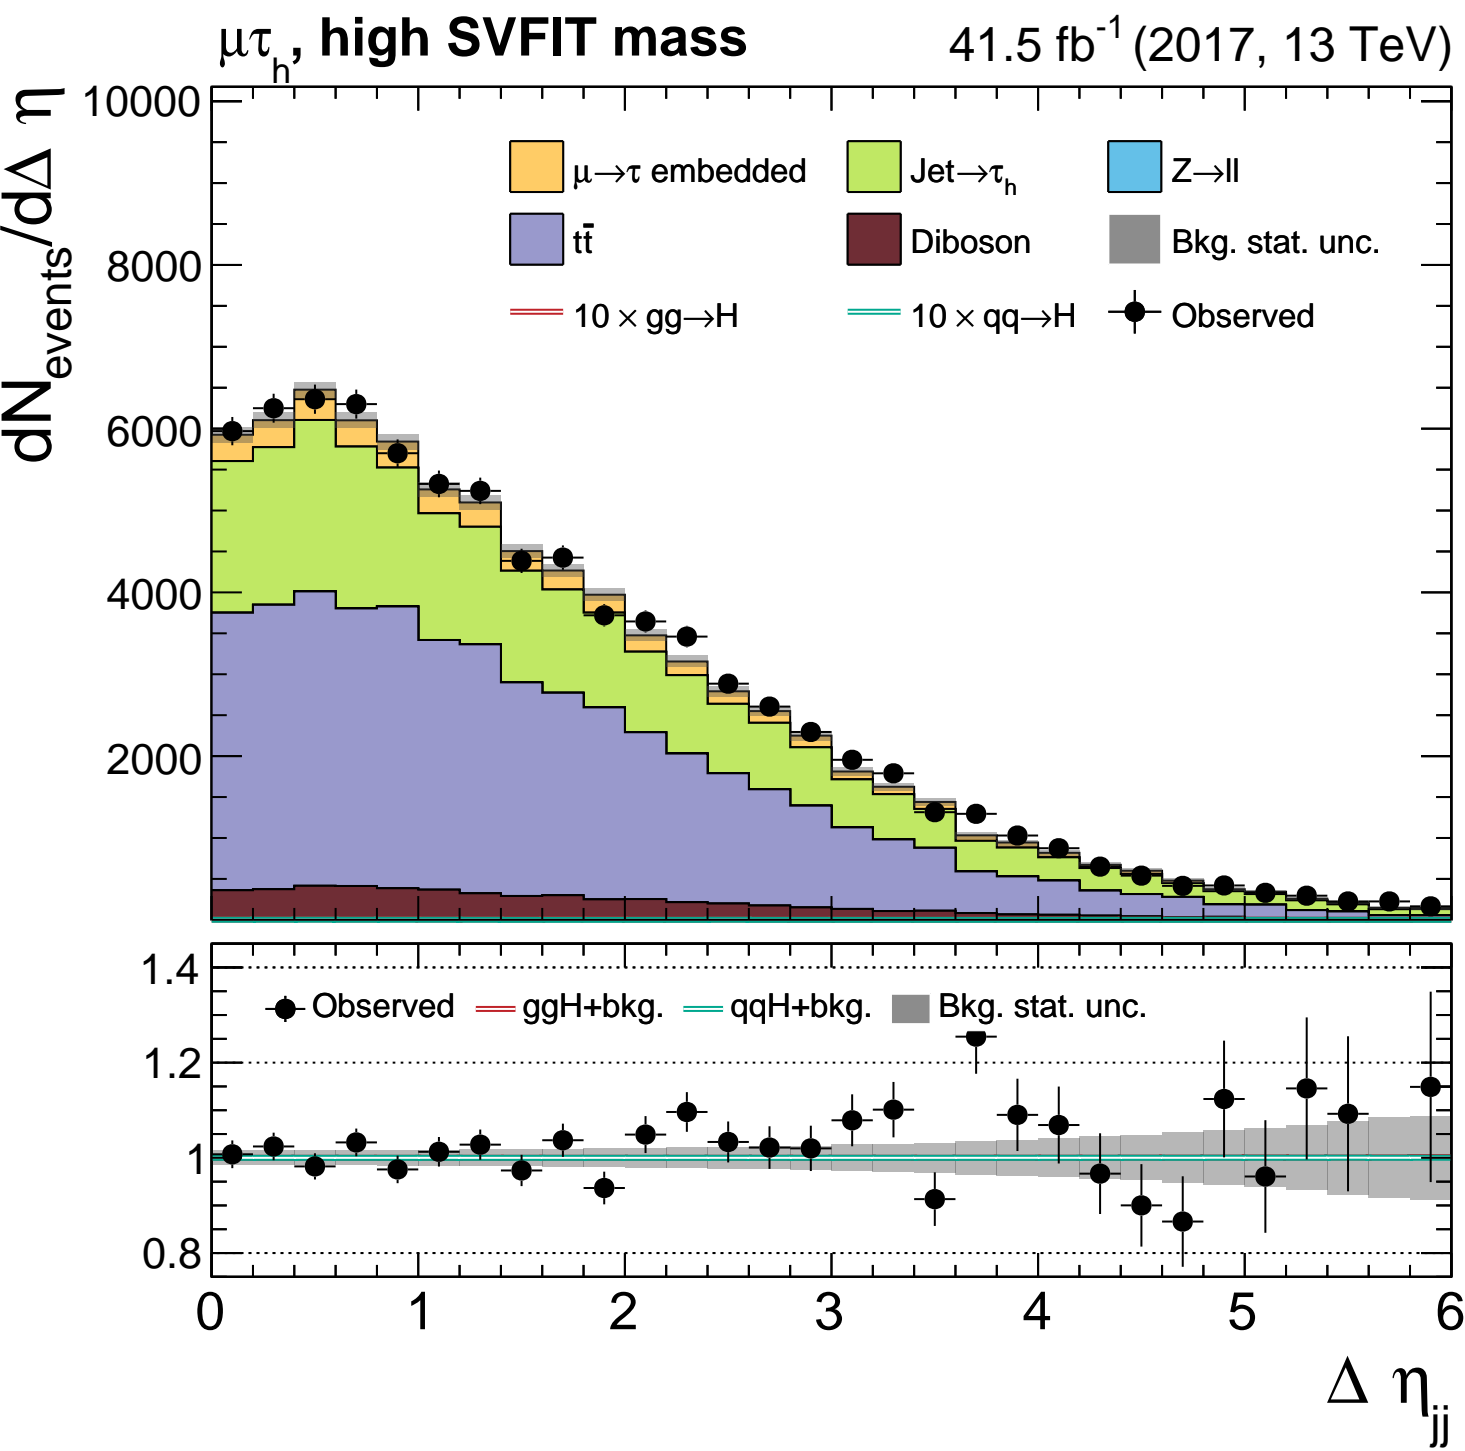 μτh, high SVFIT mass 41.5 fb-1 (2017, 13 TeV)
dNevents/dΔ η
10000
8000
6000
4000
2000
μ→τ embedded Jet→τh Z→ll
tt̄ Diboson Bkg. stat. unc.
10 × gg→H 10 × qq→H Observed
1.4
1.2
1
0.8
Observed ggH+bkg. qqH+bkg. Bkg. stat. unc.
0 1 2 3 4 5 6
Δ ηjj